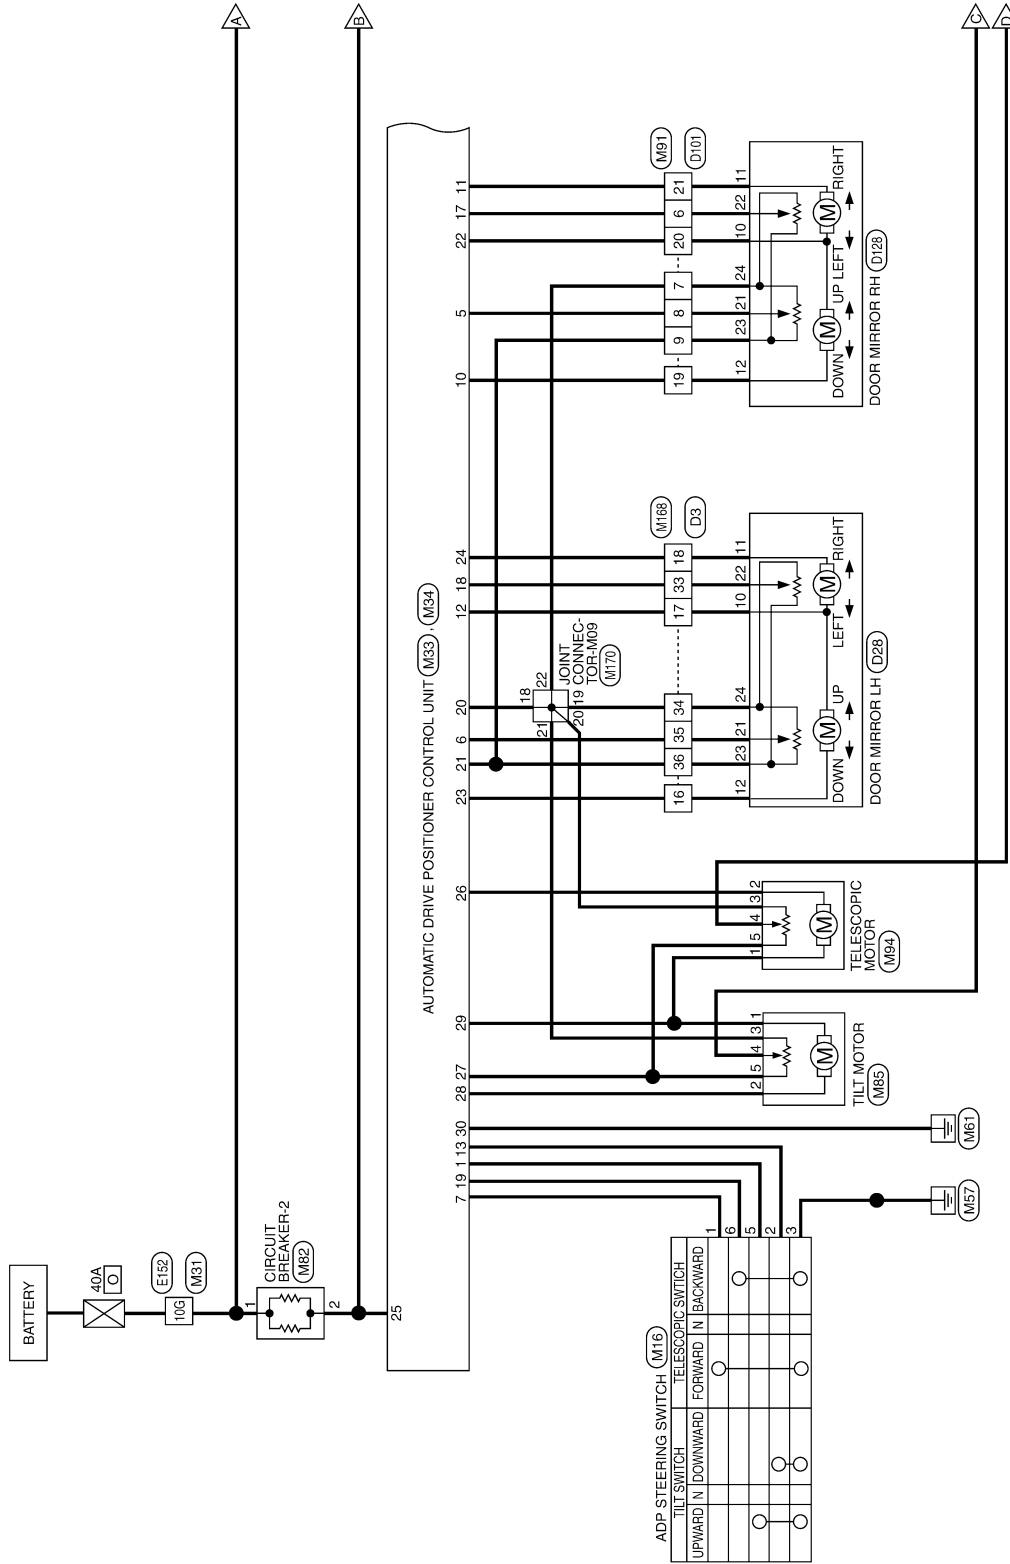 A
B
C
D
BATTERY
40A
O
10G
E152
M31
1
CIRCUIT
BREAKER-2
M82
2
25
AUTOMATIC DRIVE POSITIONER CONTROL UNIT M33 , M34
7
19
1
13
30
28
27
29
26
23
21
6
20
12
18
24
10
5
22
17
11
JOINT
CONNEC-
TOR-M09
M170
18
22
21
20
19
M168
D3
16
36
35
34
17
33
18
M91
D101
19
9
8
7
20
6
21
12
23
21
24
10
22
11
DOWN
UP
LEFT
RIGHT
M
M
DOOR MIRROR LH D28
12
23
21
24
10
22
11
DOWN
UP
LEFT
RIGHT
M
M
DOOR MIRROR RH D128
1
5
4
3
2
M
TELESCOPIC
MOTOR
M94
2
5
4
3
1
M
TILT MOTOR
M85
M61
M57
ADP STEERING SWITCH M16
TILT SWITCH
TELESCOPIC SWTICH
UPWARD
N
DOWNWARD
FORWARD
N
BACKWARD
1
6
5
2
3